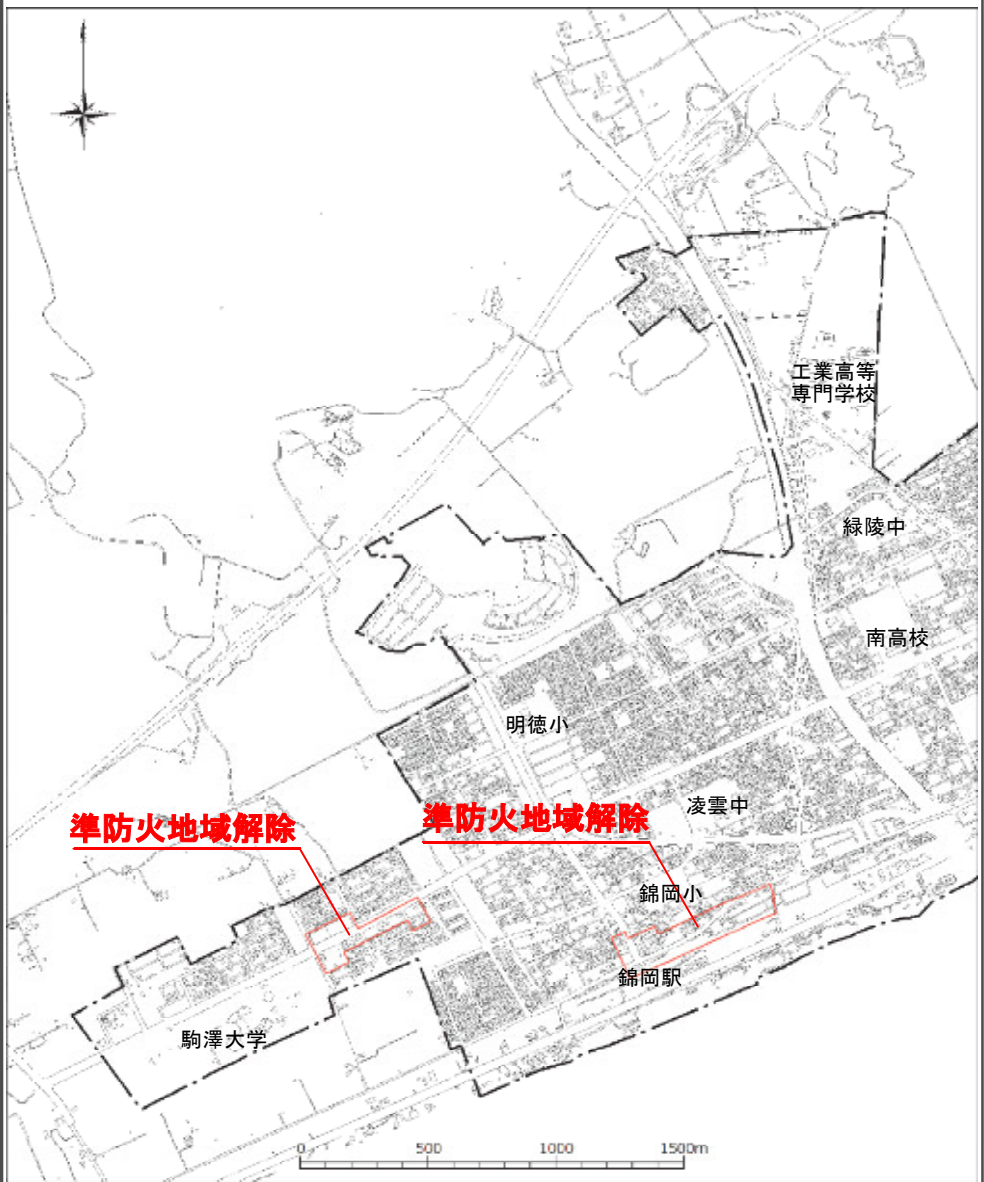 工業高等
専門学校
緑陵中
南高校
明徳小
凌雲中
準防火地域解除
準防火地域解除
錦岡小
錦岡駅
駒澤大学
0 500 1000 1500m